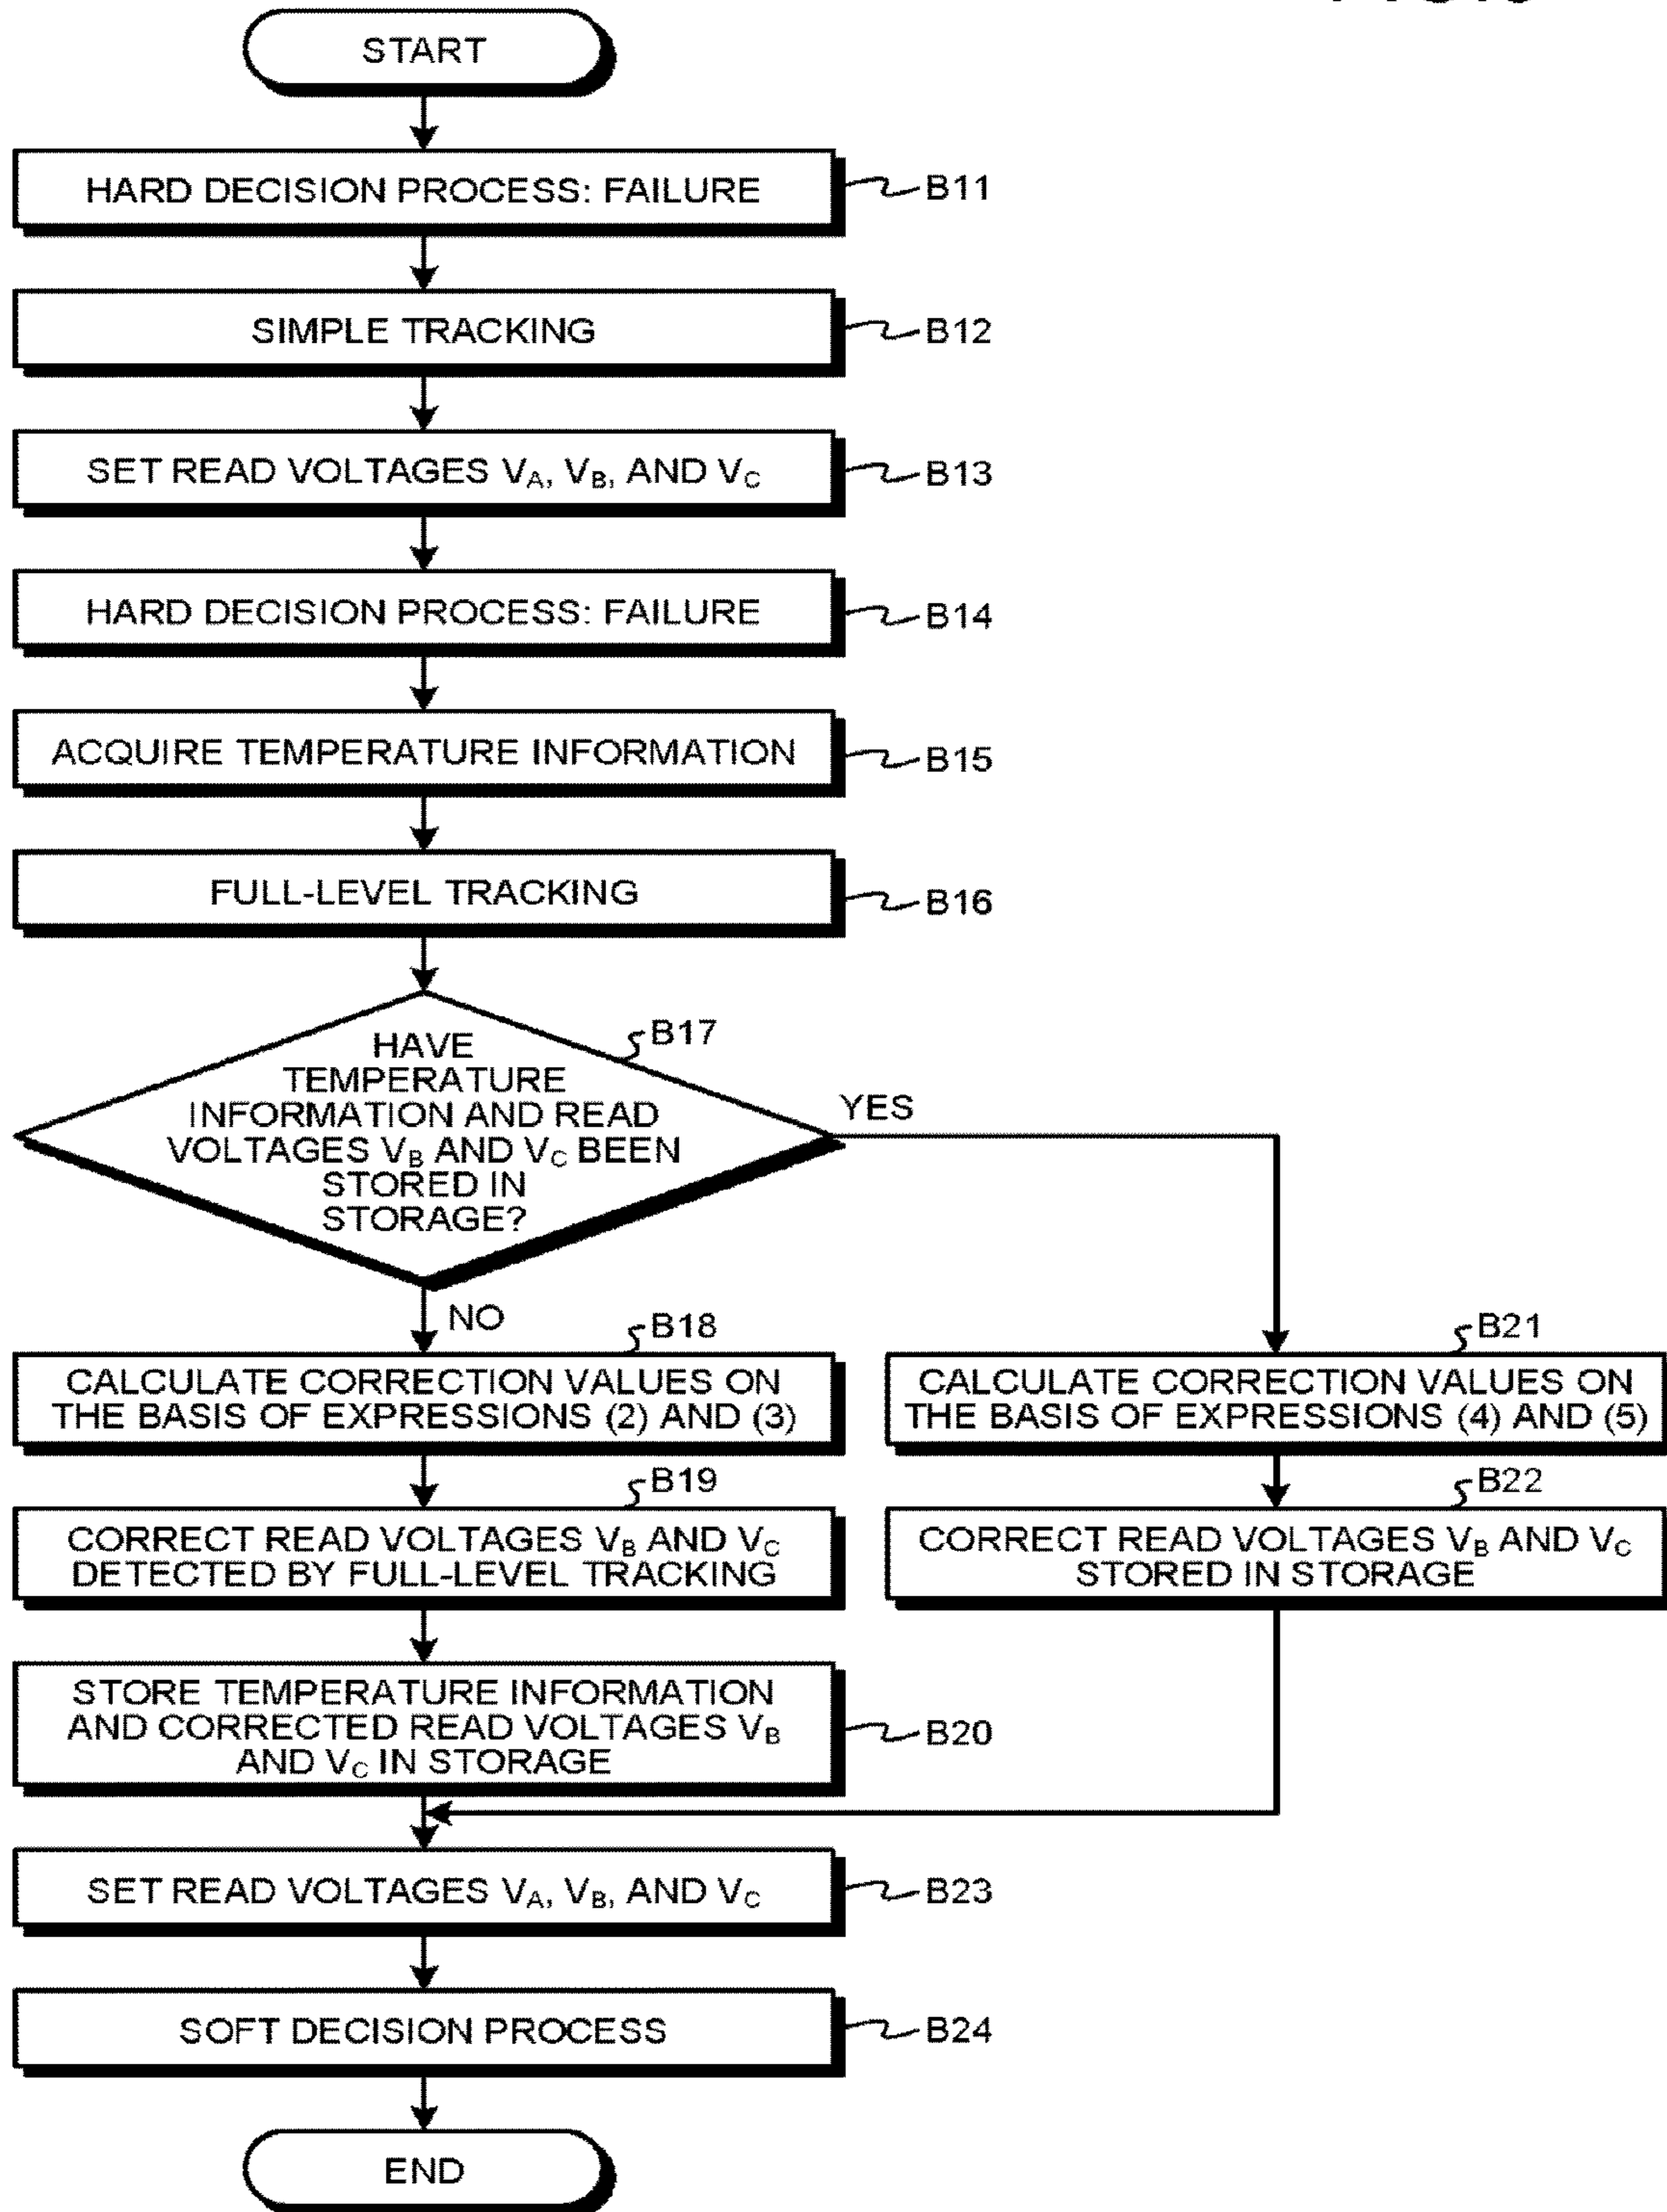 START
HARD DECISION PROCESS: FAILURE
B11
SIMPLE TRACKING
B12
SET READ VOLTAGES VA, VB, AND VC
B13
HARD DECISION PROCESS: FAILURE
B14
ACQUIRE TEMPERATURE INFORMATION
B15
FULL-LEVEL TRACKING
B16
B17
HAVE
TEMPERATURE
INFORMATION AND READ
VOLTAGES VB AND VC BEEN
STORED IN
STORAGE?
YES
NO
B18
CALCULATE CORRECTION VALUES ON
THE BASIS OF EXPRESSIONS (2) AND (3)
B21
CALCULATE CORRECTION VALUES ON
THE BASIS OF EXPRESSIONS (4) AND (5)
B19
CORRECT READ VOLTAGES VB AND VC
DETECTED BY FULL-LEVEL TRACKING
B22
CORRECT READ VOLTAGES VB AND VC
STORED IN STORAGE
STORE TEMPERATURE INFORMATION
AND CORRECTED READ VOLTAGES VB
AND VC IN STORAGE
B20
SET READ VOLTAGES VA, VB, AND VC
B23
SOFT DECISION PROCESS
B24
END